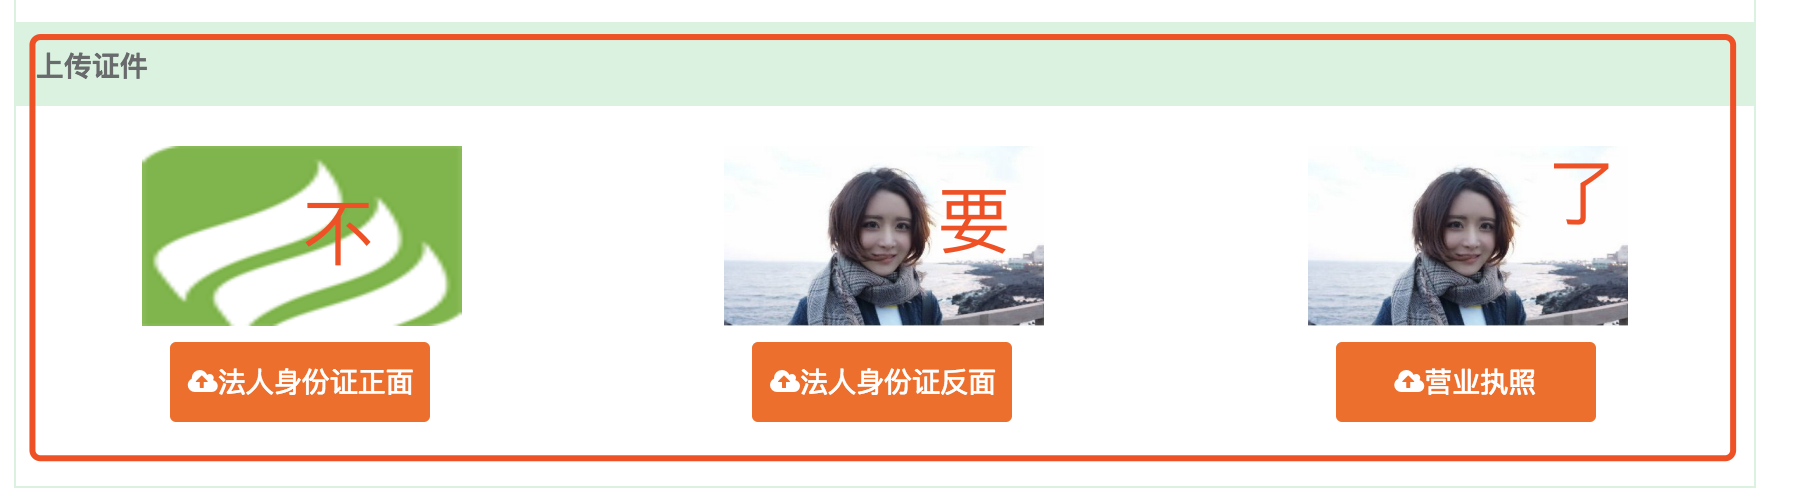 上传证件
不
要
了
法人身份证正面
法人身份证反面
营业执照